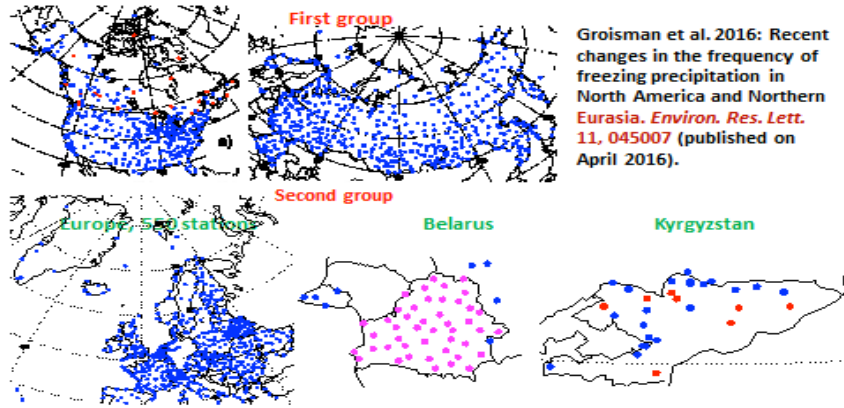 First group
Groisman et al. 2016: Recent
changes in the frequency of
freezing precipitation in
North America and Northern
Eurasia. Environ. Res. Lett.
11, 045007 (published on
April 2016).
a)
Second group
Europe, 550 stations
Belarus
Kyrgyzstan